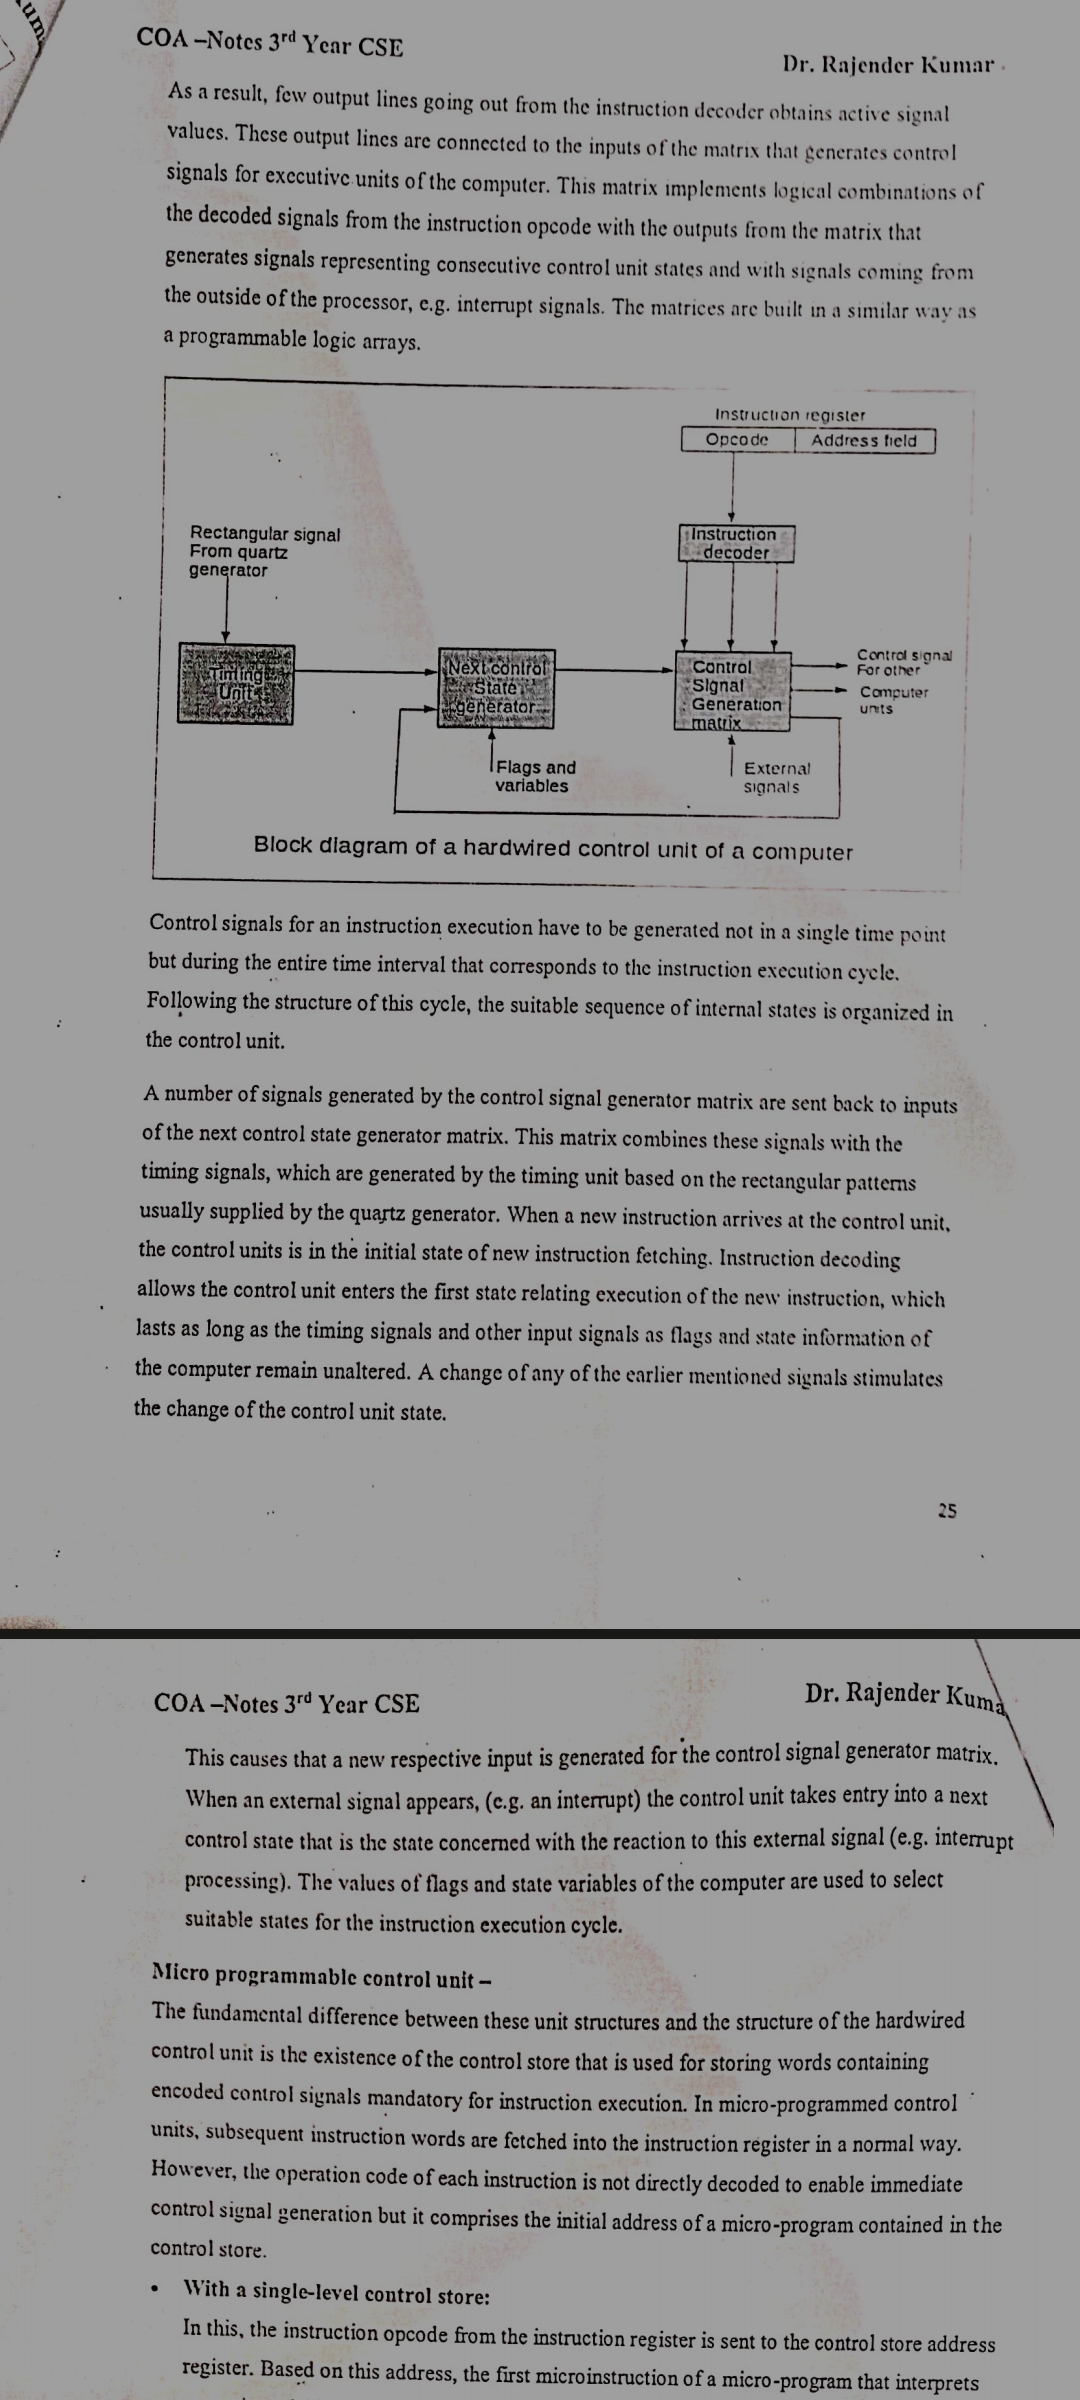 COA –Notes 3rd Year CSE
Dr. Rajender Kumar
As a result, few output lines going out from the instruction decoder obtains active signal
values. These output lines are connected to the inputs of the matrix that generates control
signals for executive units of the computer. This matrix implements logical combinations of
the decoded signals from the instruction opcode with the outputs from the matrix that
generates signals representing consecutive control unit states and with signals coming from
the outside of the processor, e.g. interrupt signals. The matrices are built in a similar way as
a programmable logic arrays.
Instruction register
Opcode
Address field
Instruction
decoder
Rectangular signal
From quartz
generator
Timing
Unit
Next control
State
generator
Control
Signal
Generation
matrix
Control signal
For other
Computer
units
Flags and
variables
External
signals
Block diagram of a hardwired control unit of a computer
Control signals for an instruction execution have to be generated not in a single time point
but during the entire time interval that corresponds to the instruction execution cycle.
Following the structure of this cycle, the suitable sequence of internal states is organized in
the control unit.
A number of signals generated by the control signal generator matrix are sent back to inputs
of the next control state generator matrix. This matrix combines these signals with the
timing signals, which are generated by the timing unit based on the rectangular patterns
usually supplied by the quartz generator. When a new instruction arrives at the control unit,
the control units is in the initial state of new instruction fetching. Instruction decoding
allows the control unit enters the first state relating execution of the new instruction, which
lasts as long as the timing signals and other input signals as flags and state information of
the computer remain unaltered. A change of any of the earlier mentioned signals stimulates
the change of the control unit state.
25
COA –Notes 3rd Year CSE
Dr. Rajender Kuma
This causes that a new respective input is generated for the control signal generator matrix.
When an external signal appears, (e.g. an interrupt) the control unit takes entry into a next
control state that is the state concerned with the reaction to this external signal (e.g. interrupt
processing). The values of flags and state variables of the computer are used to select
suitable states for the instruction execution cycle.
Micro programmable control unit –
The fundamental difference between these unit structures and the structure of the hardwired
control unit is the existence of the control store that is used for storing words containing
encoded control signals mandatory for instruction execution. In micro-programmed control
units, subsequent instruction words are fetched into the instruction register in a normal way.
However, the operation code of each instruction is not directly decoded to enable immediate
control signal generation but it comprises the initial address of a micro-program contained in the
control store.
• With a single-level control store:
In this, the instruction opcode from the instruction register is sent to the control store address
register. Based on this address, the first microinstruction of a micro-program that interprets